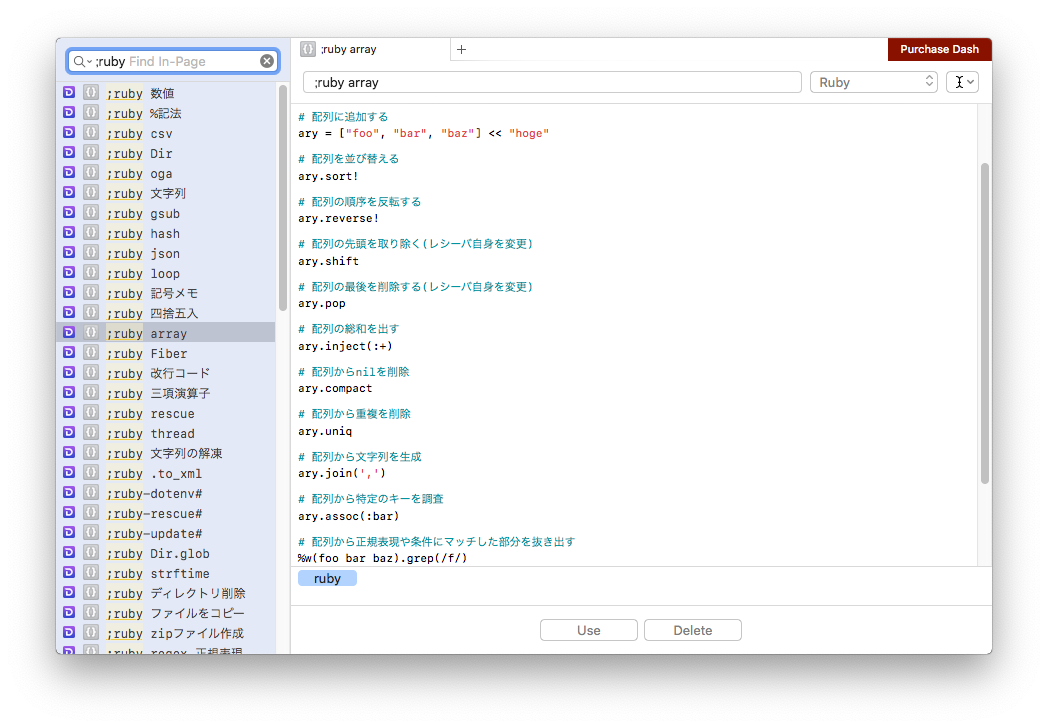 ;ruby Find In-Page
;ruby 数値
;ruby %記法
;ruby csv
;ruby Dir
;ruby oga
;ruby 文字列
;ruby gsub
;ruby hash
;ruby json
;ruby loop
;ruby 記号メモ
;ruby 四捨五入
;ruby array
;ruby Fiber
;ruby 改行コード
;ruby 三項演算子
;ruby rescue
;ruby thread
;ruby 文字列の解凍
;ruby .to_xml
;ruby-dotenv#
;ruby-rescue#
;ruby-update#
;ruby Dir.glob
;ruby strftime
;ruby ディレクトリ削除
;ruby ファイルをコピー
;ruby zipファイル作成
;ruby regex 正規表現
;ruby array
+
Purchase Dash
;ruby array
Ruby
# 配列に追加する
ary = ["foo", "bar", "baz"] << "hoge"
# 配列を並び替える
ary.sort!
# 配列の順序を反転する
ary.reverse!
# 配列の先頭を取り除く(レシーバ自身を変更)
ary.shift
# 配列の最後を削除する(レシーバ自身を変更)
ary.pop
# 配列の総和を出す
ary.inject(:+)
# 配列からnilを削除
ary.compact
# 配列から重複を削除
ary.uniq
# 配列から文字列を生成
ary.join(',')
# 配列から特定のキーを調査
ary.assoc(:bar)
# 配列から正規表現や条件にマッチした部分を抜き出す
%w(foo bar baz).grep(/f/)
ruby
Use
Delete